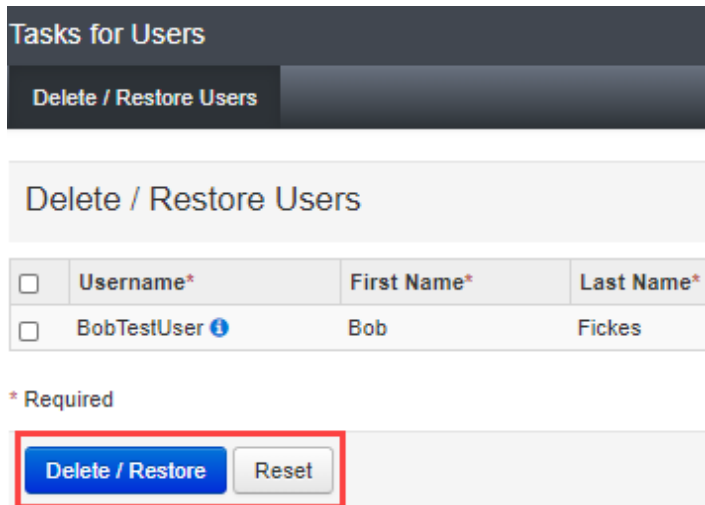 Tasks for Users
Delete / Restore Users
Delete / Restore Users
Username* First Name* Last Name*
BobTestUser Bob Fickes
* Required
Delete / Restore Reset